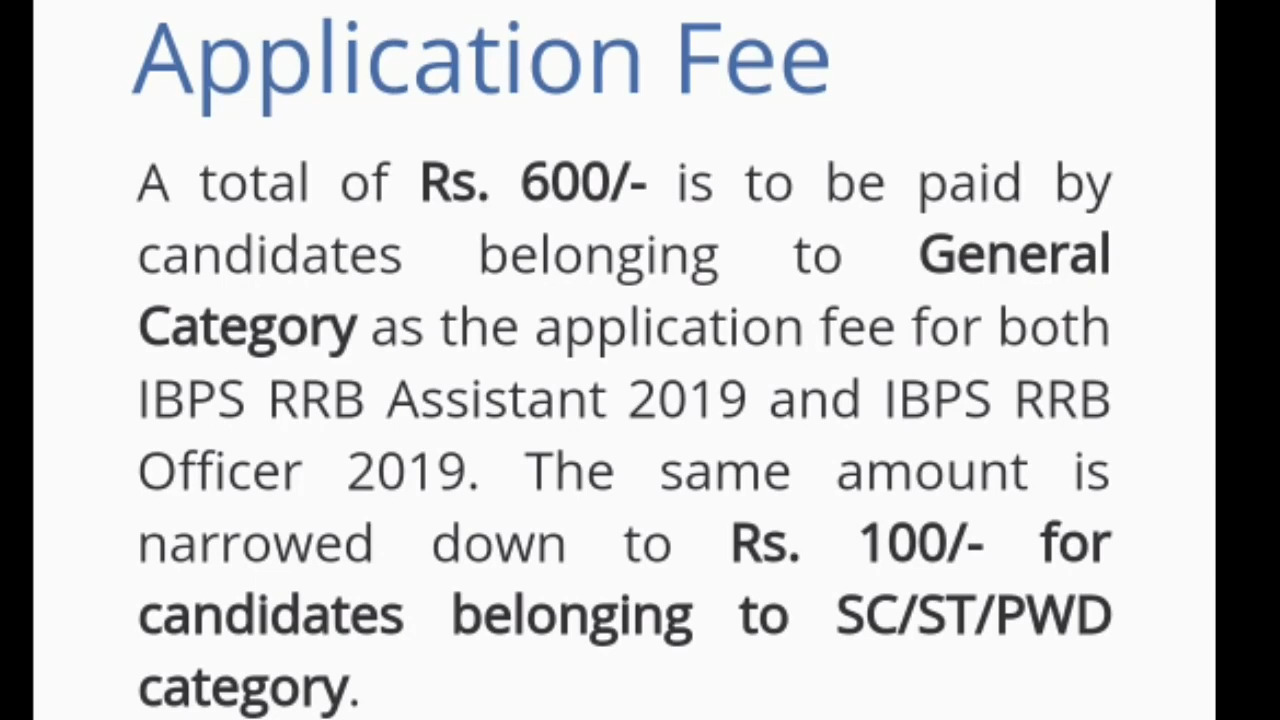 Application Fee
A total of Rs. 600/- is to be paid by
candidates belonging to General
Category as the application fee for both
IBPS RRB Assistant 2019 and IBPS RRB
Officer 2019. The same amount is
narrowed down to Rs. 100/- for
candidates belonging to SC/ST/PWD
category.